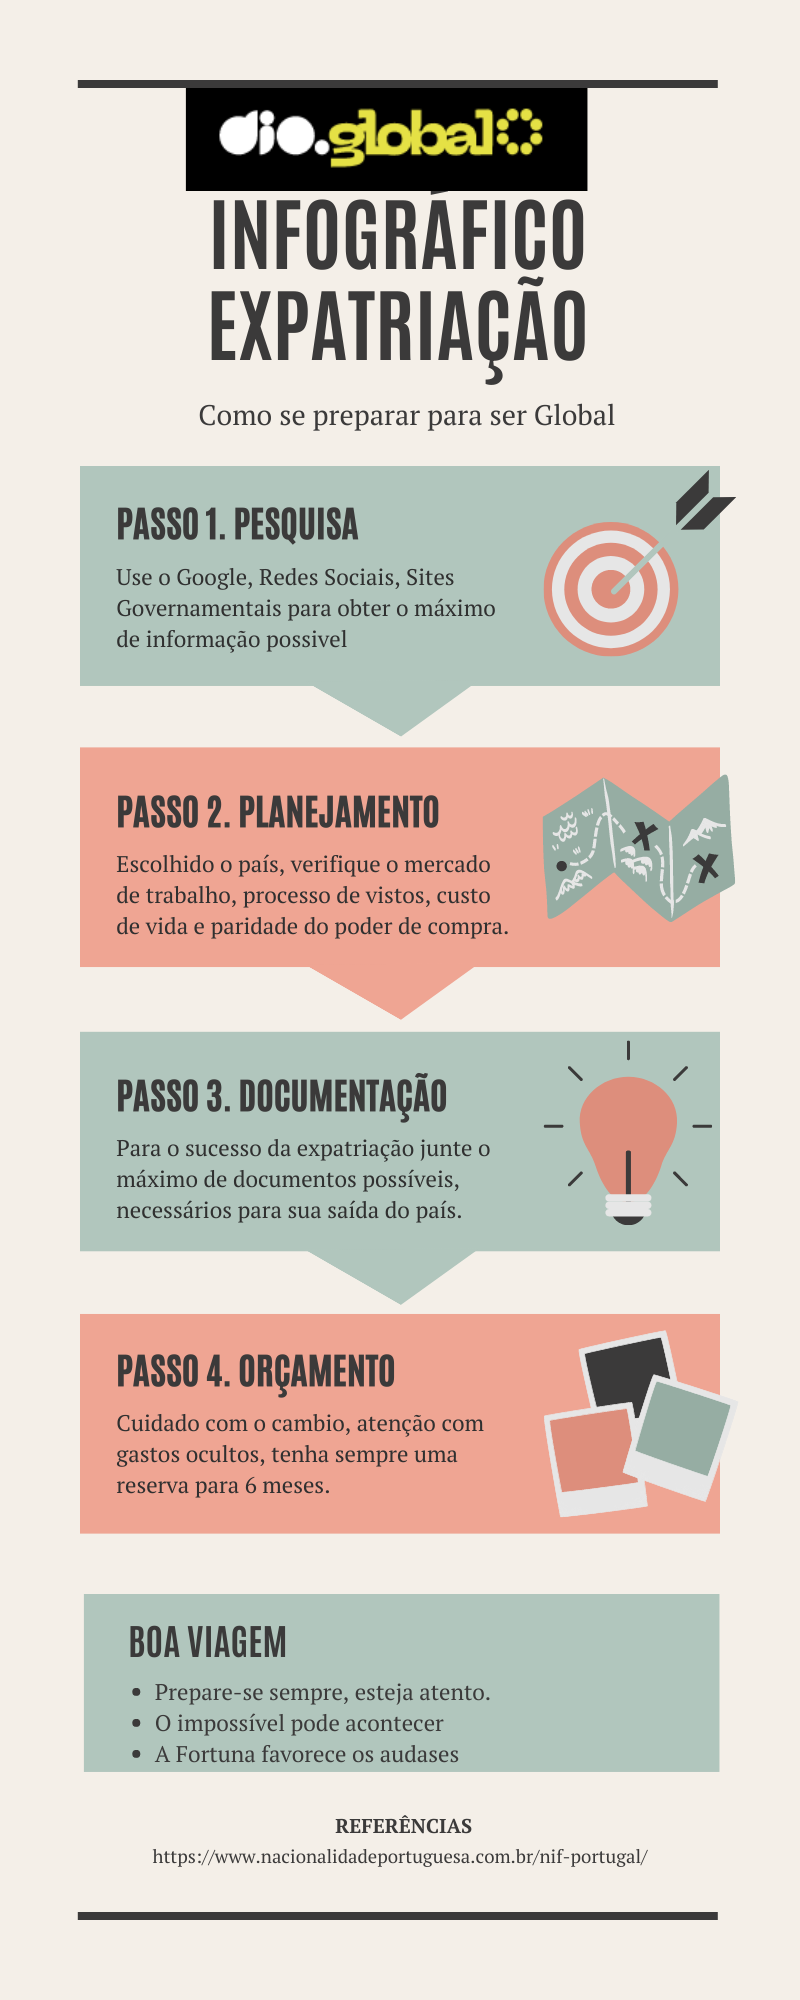 dio.global
INFOGRÁFICO
EXPATRIAÇÃO
Como se preparar para ser Global
PASSO 1. PESQUISA
Use o Google, Redes Sociais, Sites
Governamentais para obter o máximo
de informação possivel
PASSO 2. PLANEJAMENTO
Escolhido o país, verifique o mercado
de trabalho, processo de vistos, custo
de vida e paridade do poder de compra.
PASSO 3. DOCUMENTAÇÃO
Para o sucesso da expatriação junte o
máximo de documentos possíveis,
necessários para sua saída do país.
PASSO 4. ORÇAMENTO
Cuidado com o cambio, atenção com
gastos ocultos, tenha sempre uma
reserva para 6 meses.
BOA VIAGEM
• Prepare-se sempre, esteja atento.
• O impossível pode acontecer
• A Fortuna favorece os audases
REFERÊNCIAS
https://www.nacionalidadeportuguesa.com.br/nif-portugal/